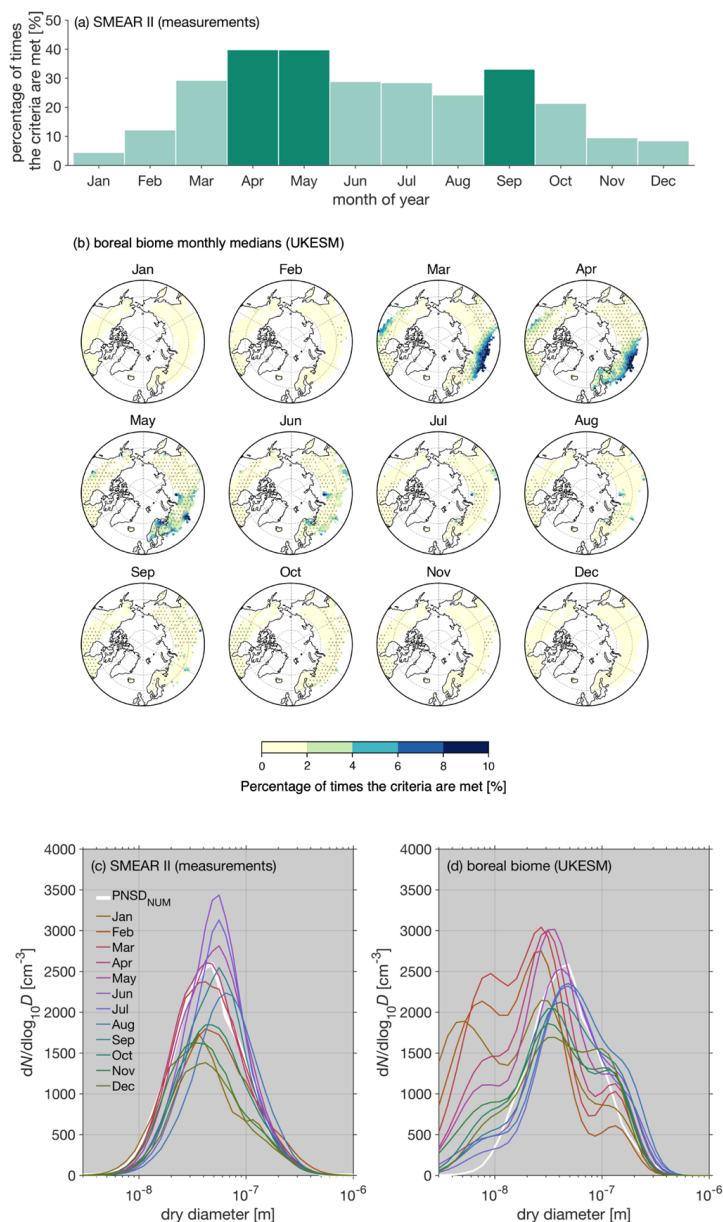 (a) SMEAR II (measurements)
percentage of times
the criteria are met [%]
50
40
30
20
10
0
Jan Feb Mar Apr May Jun Jul Aug Sep Oct Nov Dec
month of year
(b) boreal biome monthly medians (UKESM)
Jan Feb Mar Apr
May Jun Jul Aug
Sep Oct Nov Dec
0 2 4 6 8 10
Percentage of times the criteria are met [%]
(c) SMEAR II (measurements)
dN/dlog₁₀D [cm⁻³]
4000
3500
3000
2500
2000
1500
1000
500
0
PNSD_NUM
Jan
Feb
Mar
Apr
May
Jun
Jul
Aug
Sep
Oct
Nov
Dec
10⁻⁸ 10⁻⁷ 10⁻⁶
dry diameter [m]
(d) boreal biome (UKESM)
dN/dlog₁₀D [cm⁻³]
4000
3500
3000
2500
2000
1500
1000
500
0
10⁻⁸ 10⁻⁷ 10⁻⁶
dry diameter [m]